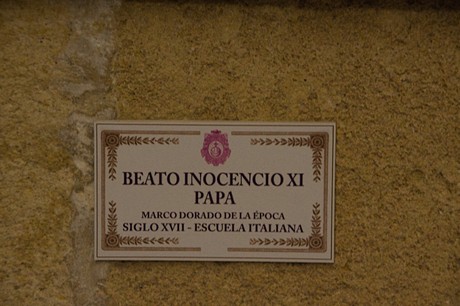 BEATO INOCENCIO XI
PAPA
MARCO DORADO DE LA ÉPOCA
SIGLO XVII - ESCUELA ITALIANA